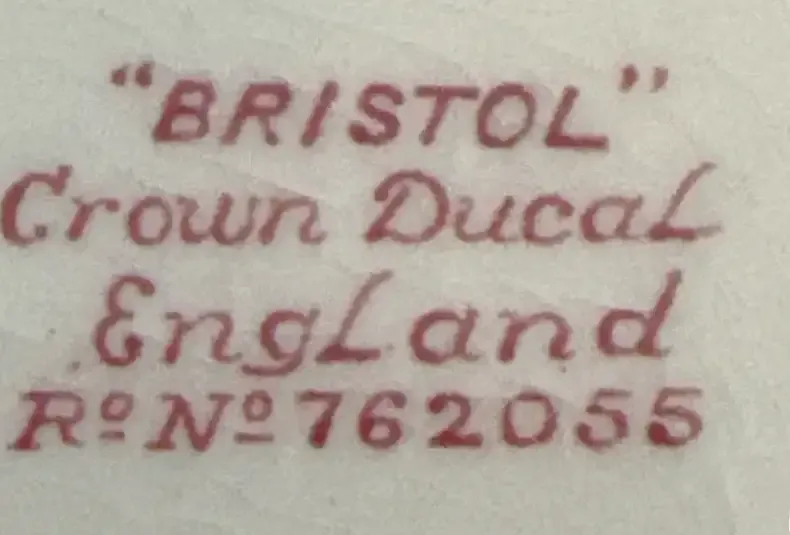 "BRISTOL"
Crown Ducal
England
Rº Nº 762055